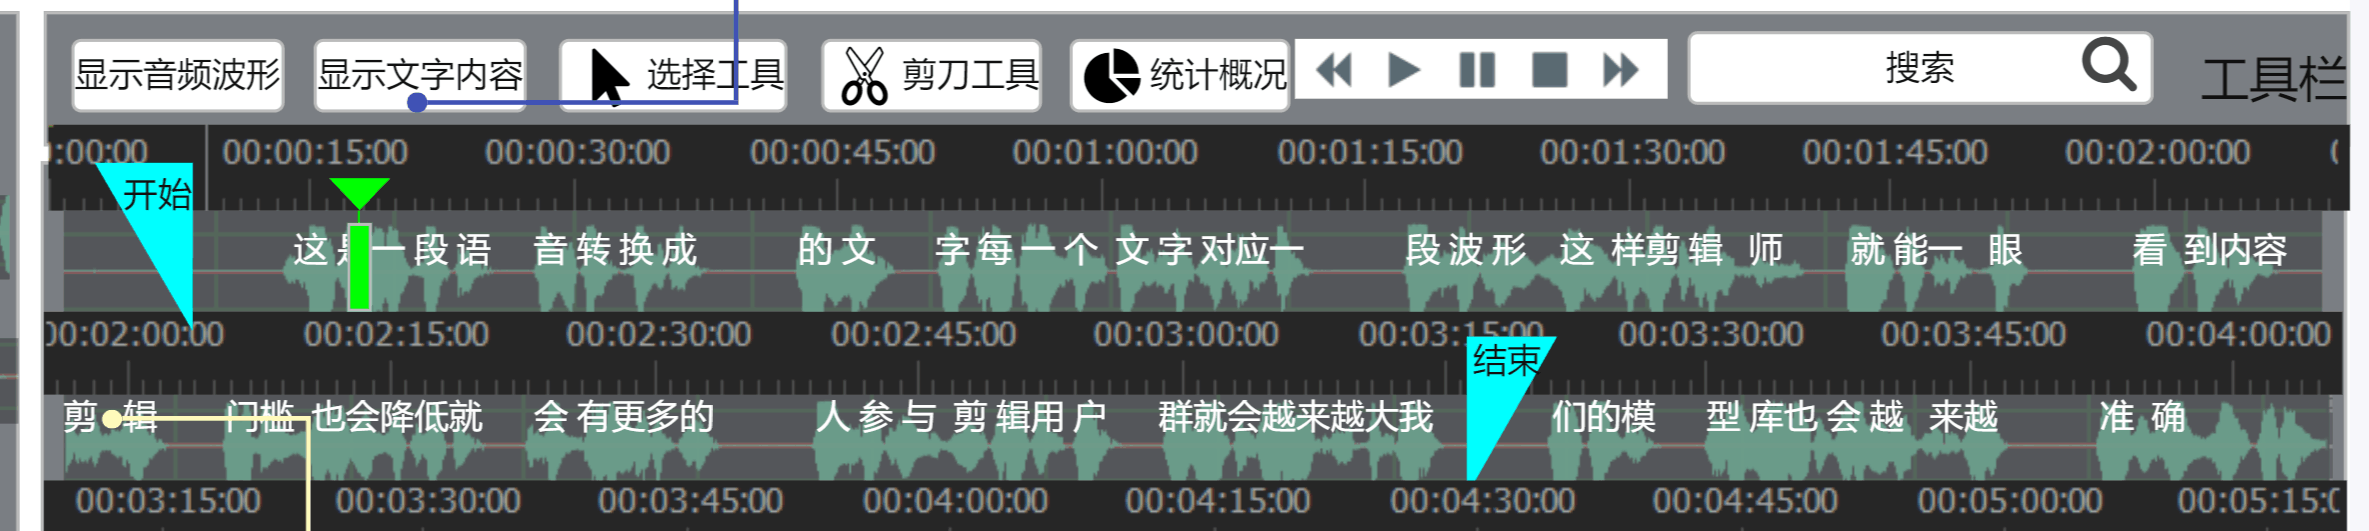 显示音频波形 显示文字内容 选择工具 剪刀工具 统计概况 搜索 工具栏
:00:00 00:00:15:00 00:00:30:00 00:00:45:00 00:01:00:00 00:01:15:00 00:01:30:00 00:01:45:00 00:02:00:00
开始
这是一段语 音转换成 的文 字每一个文字对应一 段波形 这样剪辑师 就能一眼 看到内容
00:02:00:00 00:02:15:00 00:02:30:00 00:02:45:00 00:03:00:00 00:03:15:00 00:03:30:00 00:03:45:00 00:04:00:00
结束
剪辑 门槛 也会降低就 会有更多的 人参与剪辑用户 群就会越来越大我 们的模 型库也会越来越 准确
00:03:15:00 00:03:30:00 00:03:45:00 00:04:00:00 00:04:15:00 00:04:30:00 00:04:45:00 00:05:00:00 00:05:15:0